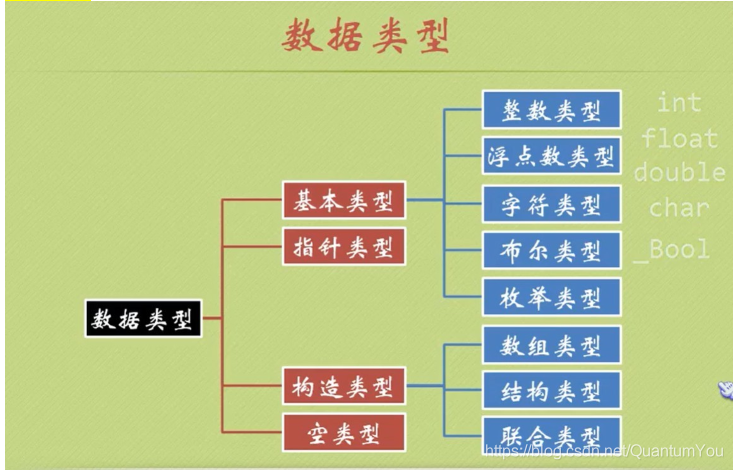 数据类型
整数类型
int
浮点数类型
float
double
基本类型
字符类型
char
指针类型
布尔类型
_Bool
枚举类型
数据类型
数组类型
构造类型
结构类型
空类型
联合类型
https://blog.csdn.net/QuantumYou